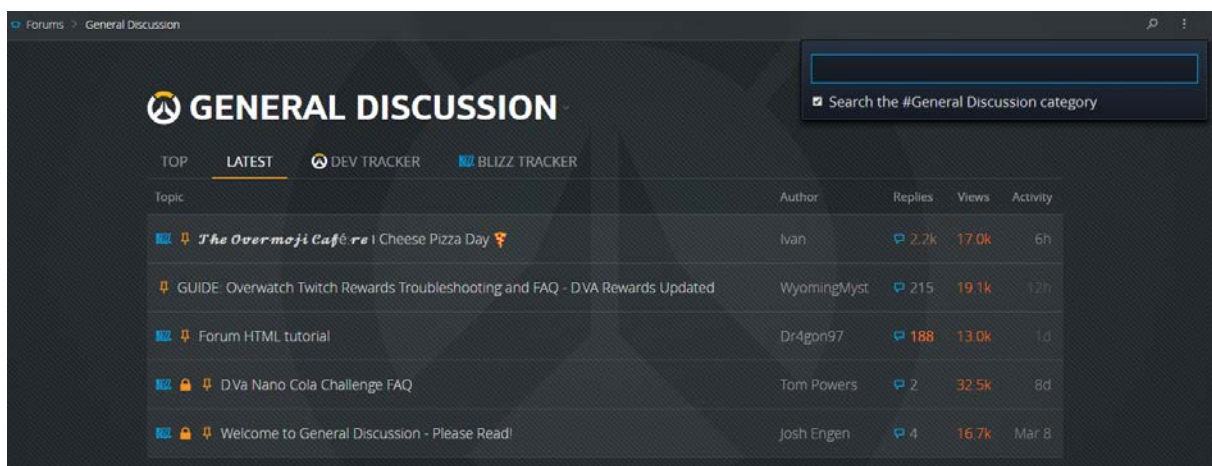 Forums > General Discussion
GENERAL DISCUSSION
Search the #General Discussion category
TOP LATEST DEV TRACKER BLIZZ TRACKER
Topic Author Replies Views Activity
The Overmoji Café:re | Cheese Pizza Day Ivan 2.2k 17.0k 6h
GUIDE: Overwatch Twitch Rewards Troubleshooting and FAQ - D.VA Rewards Updated WyomingMyst 215 19.1k 12h
Forum HTML tutorial Dr4gon97 188 13.0k 1d
D.Va Nano Cola Challenge FAQ Tom Powers 2 32.5k 8d
Welcome to General Discussion - Please Read! Josh Engen 4 16.7k Mar 8